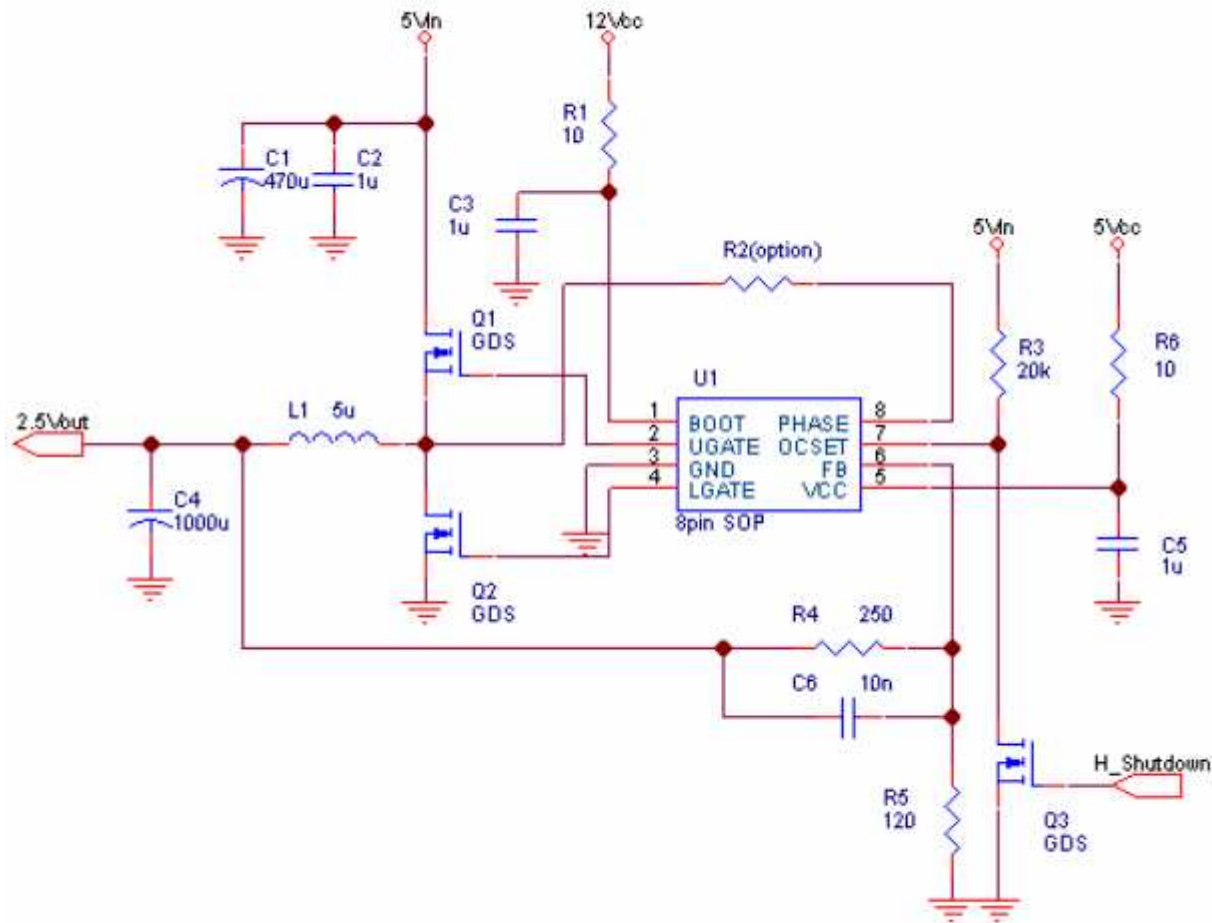 5Vin
12Vcc
R1
10
C1
470u
C2
1u
C3
1u
5Vin
5Vcc
R2(option)
Q1
GDS
R3
20k
R6
10
U1
2.5Vout
L1 5u
1 BOOT PHASE 8
2 UGATE OCSET 7
3 GND FB 6
4 LGATE VCC 5
8pin SOP
C4
1000u
C5
1u
Q2
GDS
R4 250
C6 10n
H_Shutdown
R5
120
Q3
GDS